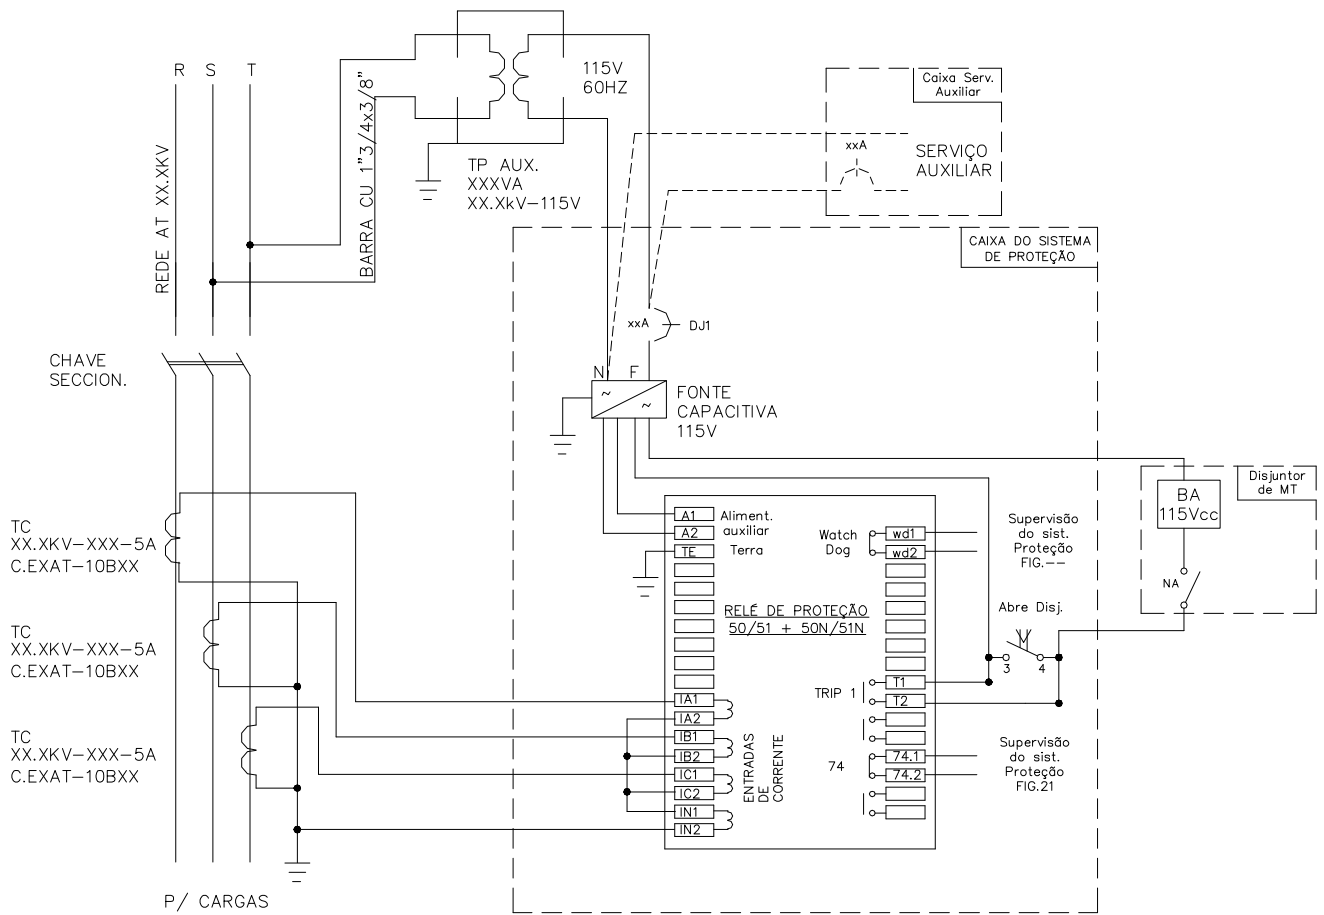 R S T
REDE AT XX.XKV
BARRA CU 1"3/4x3/8"
115V
60HZ
TP AUX.
XXXVA
XX.XkV-115V
Caixa Serv.
Auxiliar
xxA
SERVIÇO
AUXILIAR
CAIXA DO SISTEMA
DE PROTEÇÃO
xxA
DJ1
CHAVE
SECCION.
N F
~
~
FONTE
CAPACITIVA
115V
Disjuntor
de MT
BA
115Vcc
NA
TC
XX.XKV-XXX-5A
C.EXAT-10BXX
TC
XX.XKV-XXX-5A
C.EXAT-10BXX
TC
XX.XKV-XXX-5A
C.EXAT-10BXX
A1
A2
TE
Aliment.
auxiliar
Terra
Watch
Dog
wd1
wd2
Supervisão
do sist.
Proteção
FIG.--
RELÉ DE PROTEÇÃO
50/51 + 50N/51N
Abre Disj.
3 4
TRIP 1
T1
T2
IA1
IA2
IB1
IB2
IC1
IC2
IN1
IN2
ENTRADAS
DE
CORRENTE
74
74.1
74.2
Supervisão
do sist.
Proteção
FIG.21
P/ CARGAS